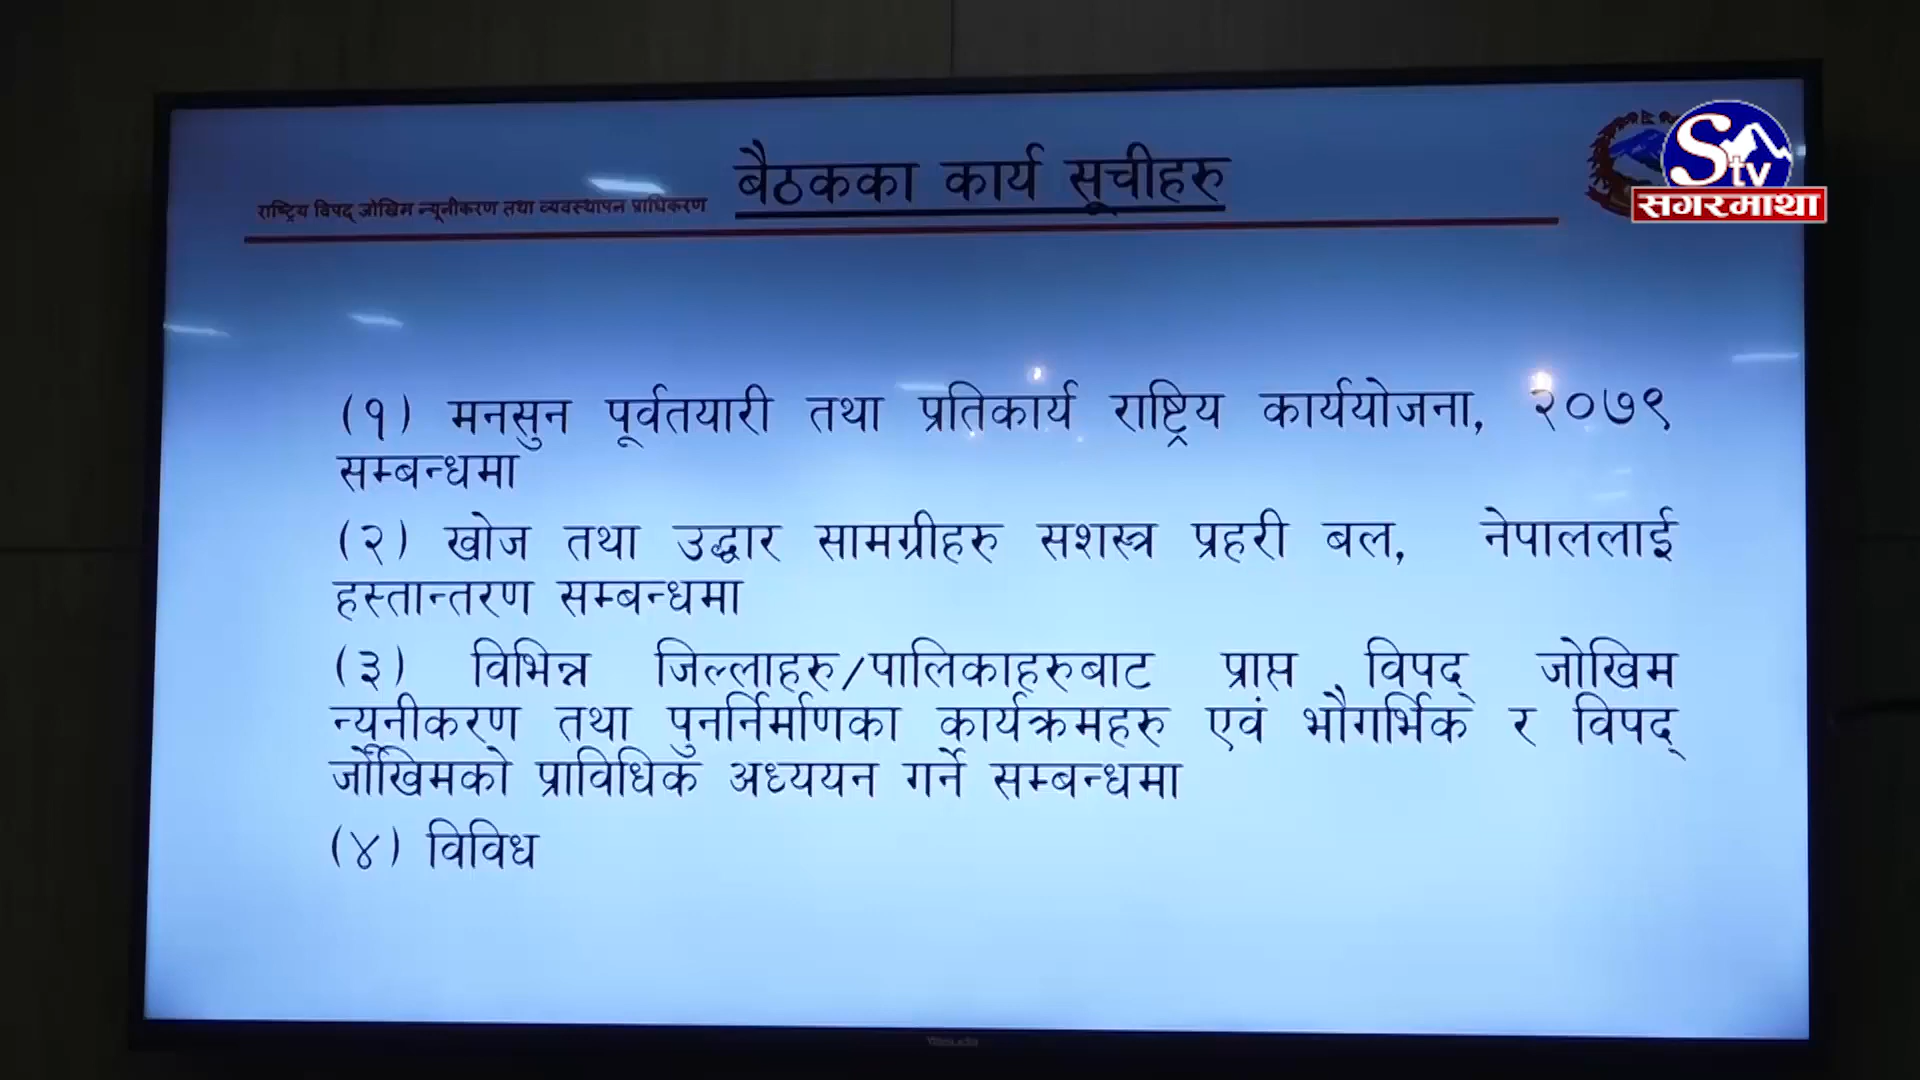 बैठकका कार्य सूचीहरु
राष्ट्रिय विपद् जोखिम न्यूनीकरण तथा व्यवस्थापन प्राधिकरण
Stv
सगरमाथा
(१) मनसुन पूर्वतयारी तथा प्रतिकार्य राष्ट्रिय कार्ययोजना, २०७९
सम्बन्धमा
(२) खोज तथा उद्धार सामग्रीहरु सशस्त्र प्रहरी बल, नेपाललाई
हस्तान्तरण सम्बन्धमा
(३) विभिन्न जिल्लाहरु/पालिकाहरुबाट प्राप्त विपद् जोखिम
न्यूनीकरण तथा पुनर्निर्माणका कार्यक्रमहरु एवं भौगर्भिक र विपद्
जोखिमको प्राविधिक अध्ययन गर्ने सम्बन्धमा
(४) विविध